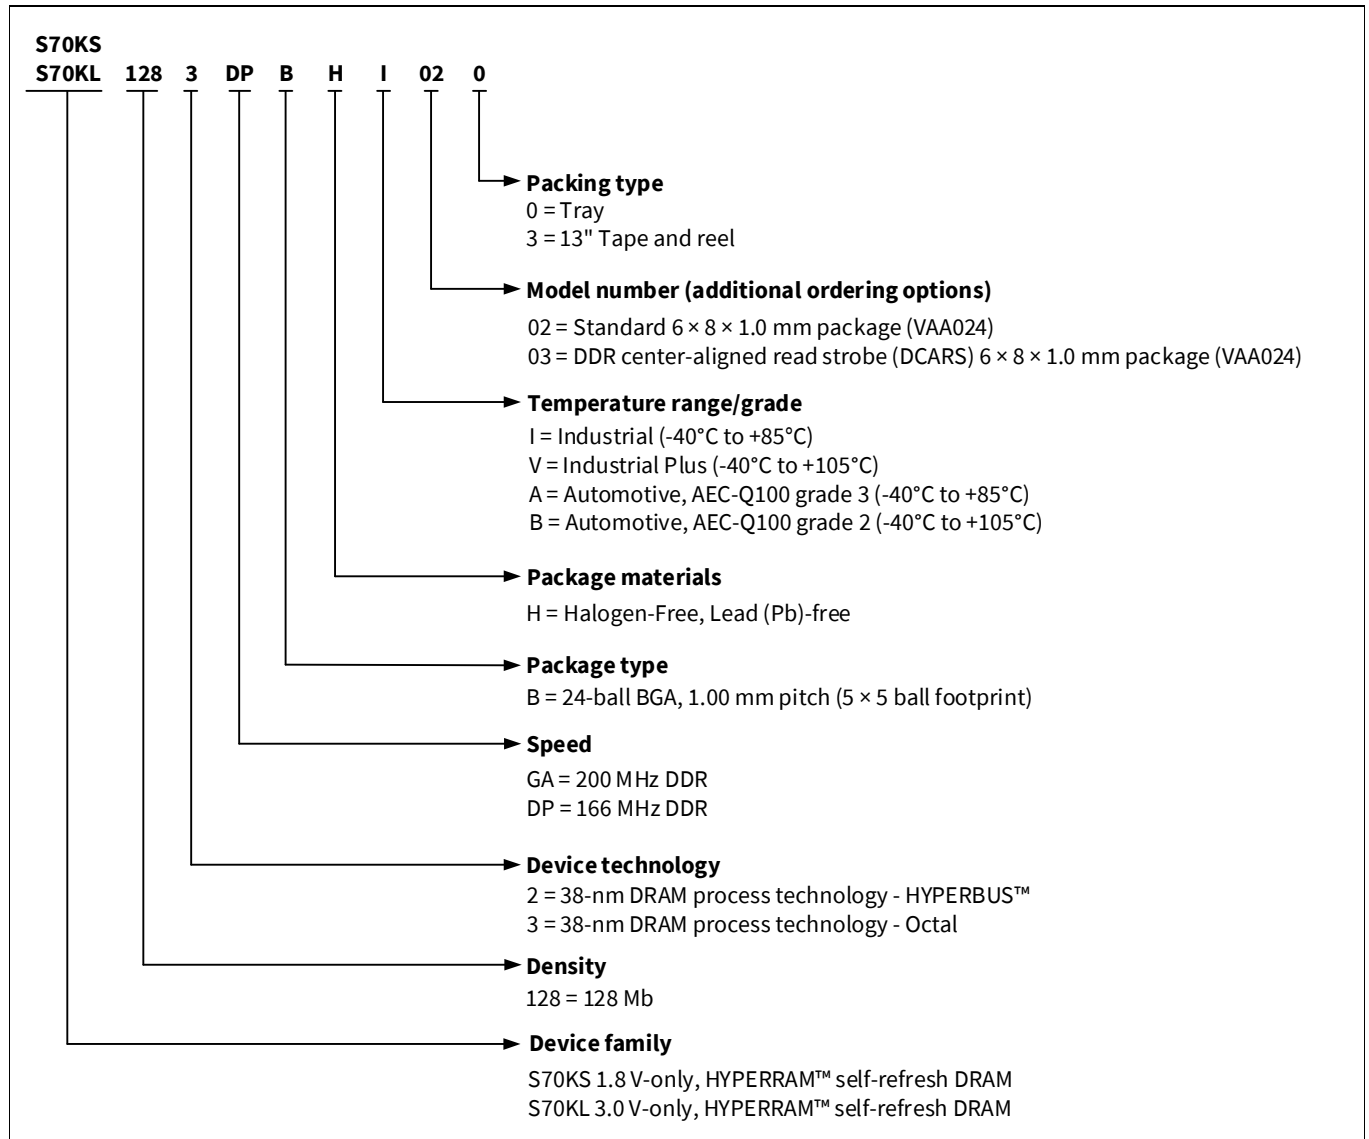 S70KS
S70KL 128 3 DP B H I 02 0
Packing type
0 = Tray
3 = 13" Tape and reel
Model number (additional ordering options)
02 = Standard 6 × 8 × 1.0 mm package (VAA024)
03 = DDR center-aligned read strobe (DCARS) 6 × 8 × 1.0 mm package (VAA024)
Temperature range/grade
I = Industrial (-40°C to +85°C)
V = Industrial Plus (-40°C to +105°C)
A = Automotive, AEC-Q100 grade 3 (-40°C to +85°C)
B = Automotive, AEC-Q100 grade 2 (-40°C to +105°C)
Package materials
H = Halogen-Free, Lead (Pb)-free
Package type
B = 24-ball BGA, 1.00 mm pitch (5 × 5 ball footprint)
Speed
GA = 200 MHz DDR
DP = 166 MHz DDR
Device technology
2 = 38-nm DRAM process technology - HYPERBUS™
3 = 38-nm DRAM process technology - Octal
Density
128 = 128 Mb
Device family
S70KS 1.8 V-only, HYPERRAM™ self-refresh DRAM
S70KL 3.0 V-only, HYPERRAM™ self-refresh DRAM